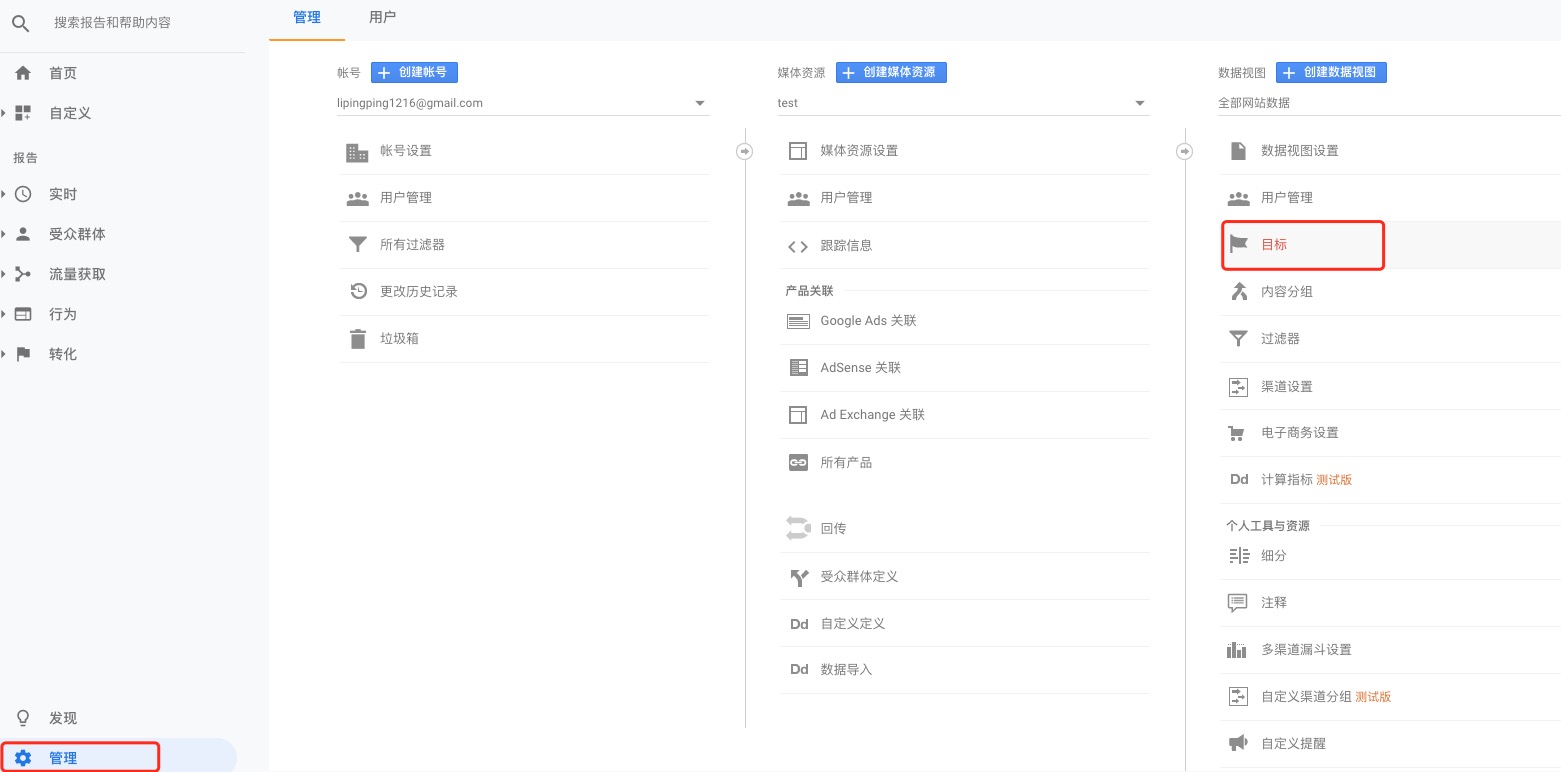 搜索报告和帮助内容
首页
自定义
报告
实时
受众群体
流量获取
行为
转化
发现
管理
管理 用户
帐号 创建帐号
lipingping1216@gmail.com
帐号设置
用户管理
所有过滤器
更改历史记录
垃圾箱
媒体资源 创建媒体资源
test
媒体资源设置
用户管理
跟踪信息
产品关联
Google Ads 关联
AdSense 关联
Ad Exchange 关联
所有产品
回传
受众群体定义
Dd 自定义定义
Dd 数据导入
数据视图 创建数据视图
全部网站数据
数据视图设置
用户管理
目标
内容分组
过滤器
渠道设置
电子商务设置
Dd 计算指标 测试版
个人工具与资源
细分
注释
多渠道漏斗设置
自定义渠道分组 测试版
自定义提醒